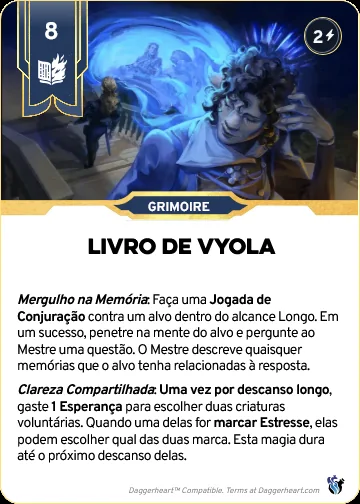 8
2
GRIMOIRE
LIVRO DE VYOLA
Mergulho na Memória: Faça uma Jogada de
Conjuração contra um alvo dentro do alcance Longo. Em
um sucesso, penetre na mente do alvo e pergunte ao
Mestre uma questão. O Mestre descreve quaisquer
memórias que o alvo tenha relacionadas à resposta.
Clareza Compartilhada: Uma vez por descanso longo,
gaste 1 Esperança para escolher duas criaturas
voluntárias. Quando uma delas for marcar Estresse, elas
podem escolher qual das duas marca. Esta magia dura
até o próximo descanso delas.
Daggerheart™ Compatible. Terms at Daggerheart.com